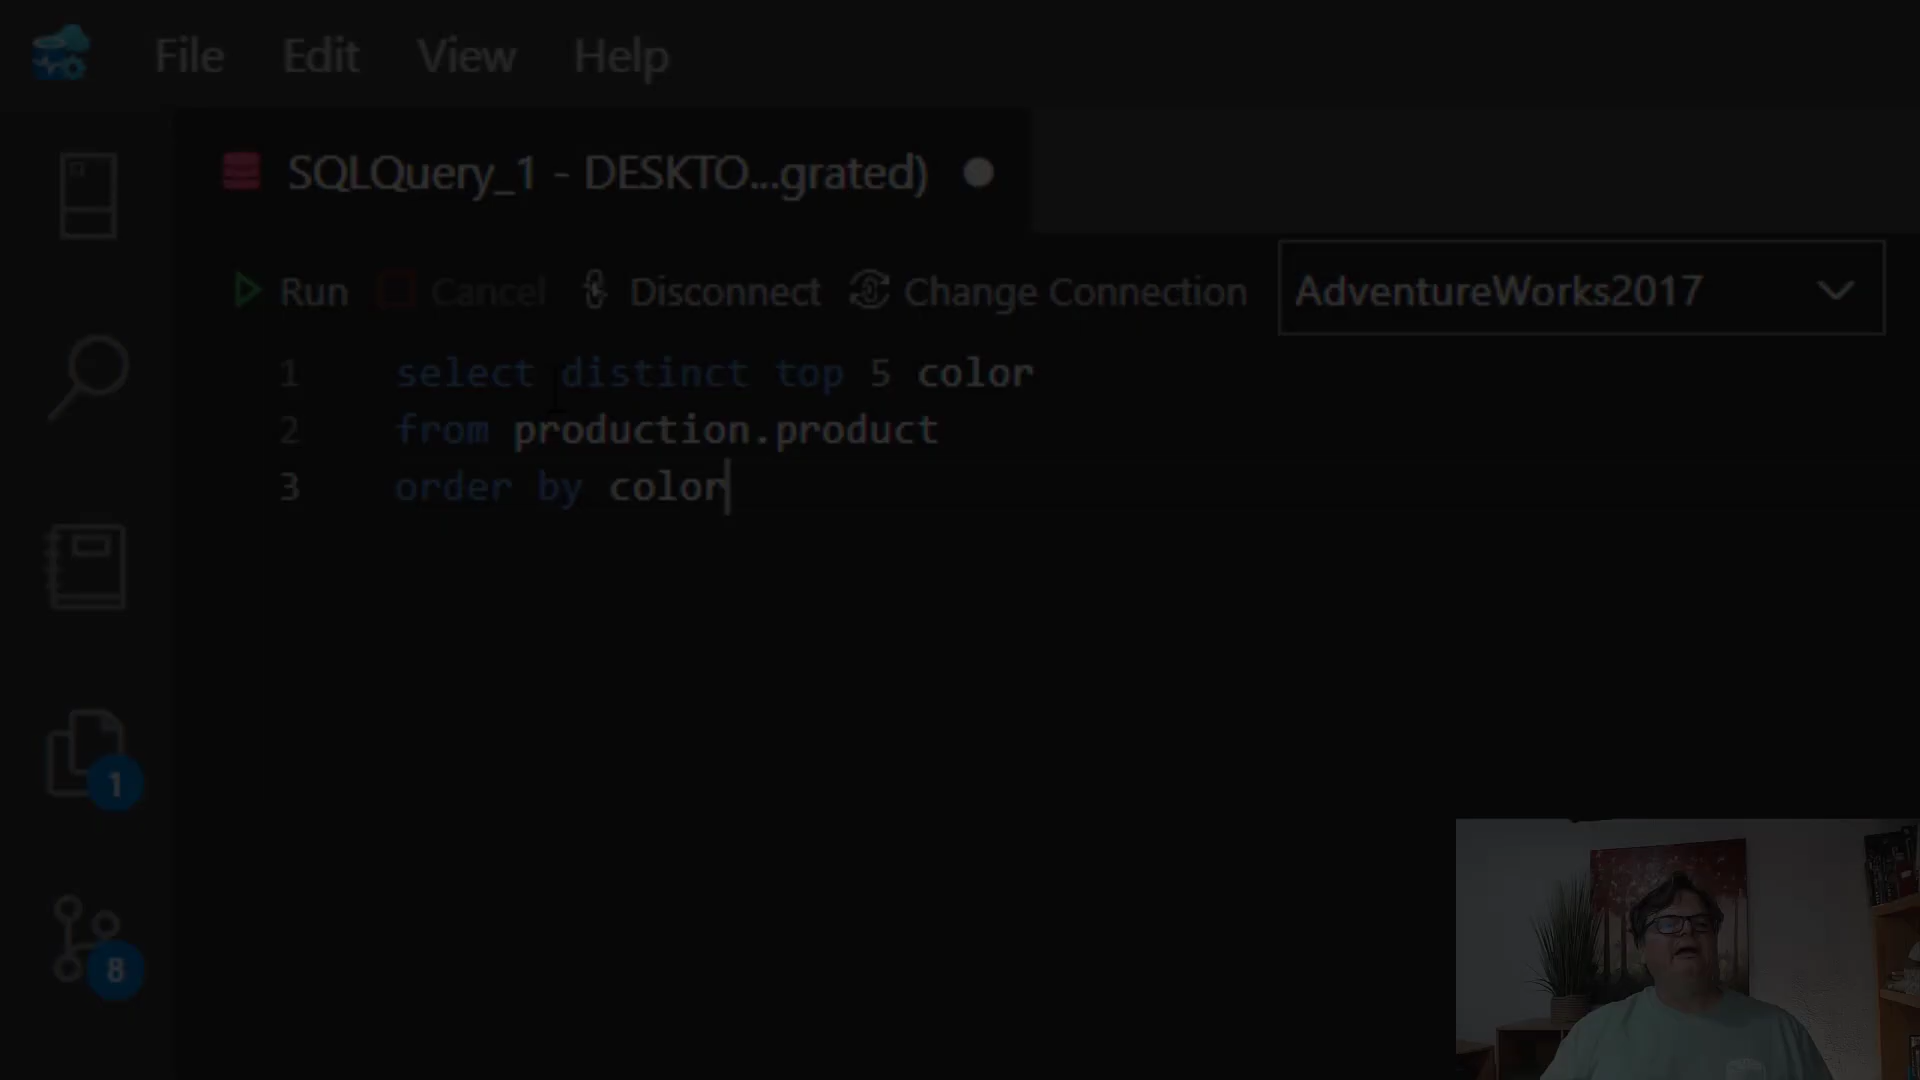 File Edit View Help
SQLQuery_1 - DESKTO...grated)
Run Cancel Disconnect Change Connection AdventureWorks2017
1 select distinct top 5 color
2 from production.product
3 order by color
1
8